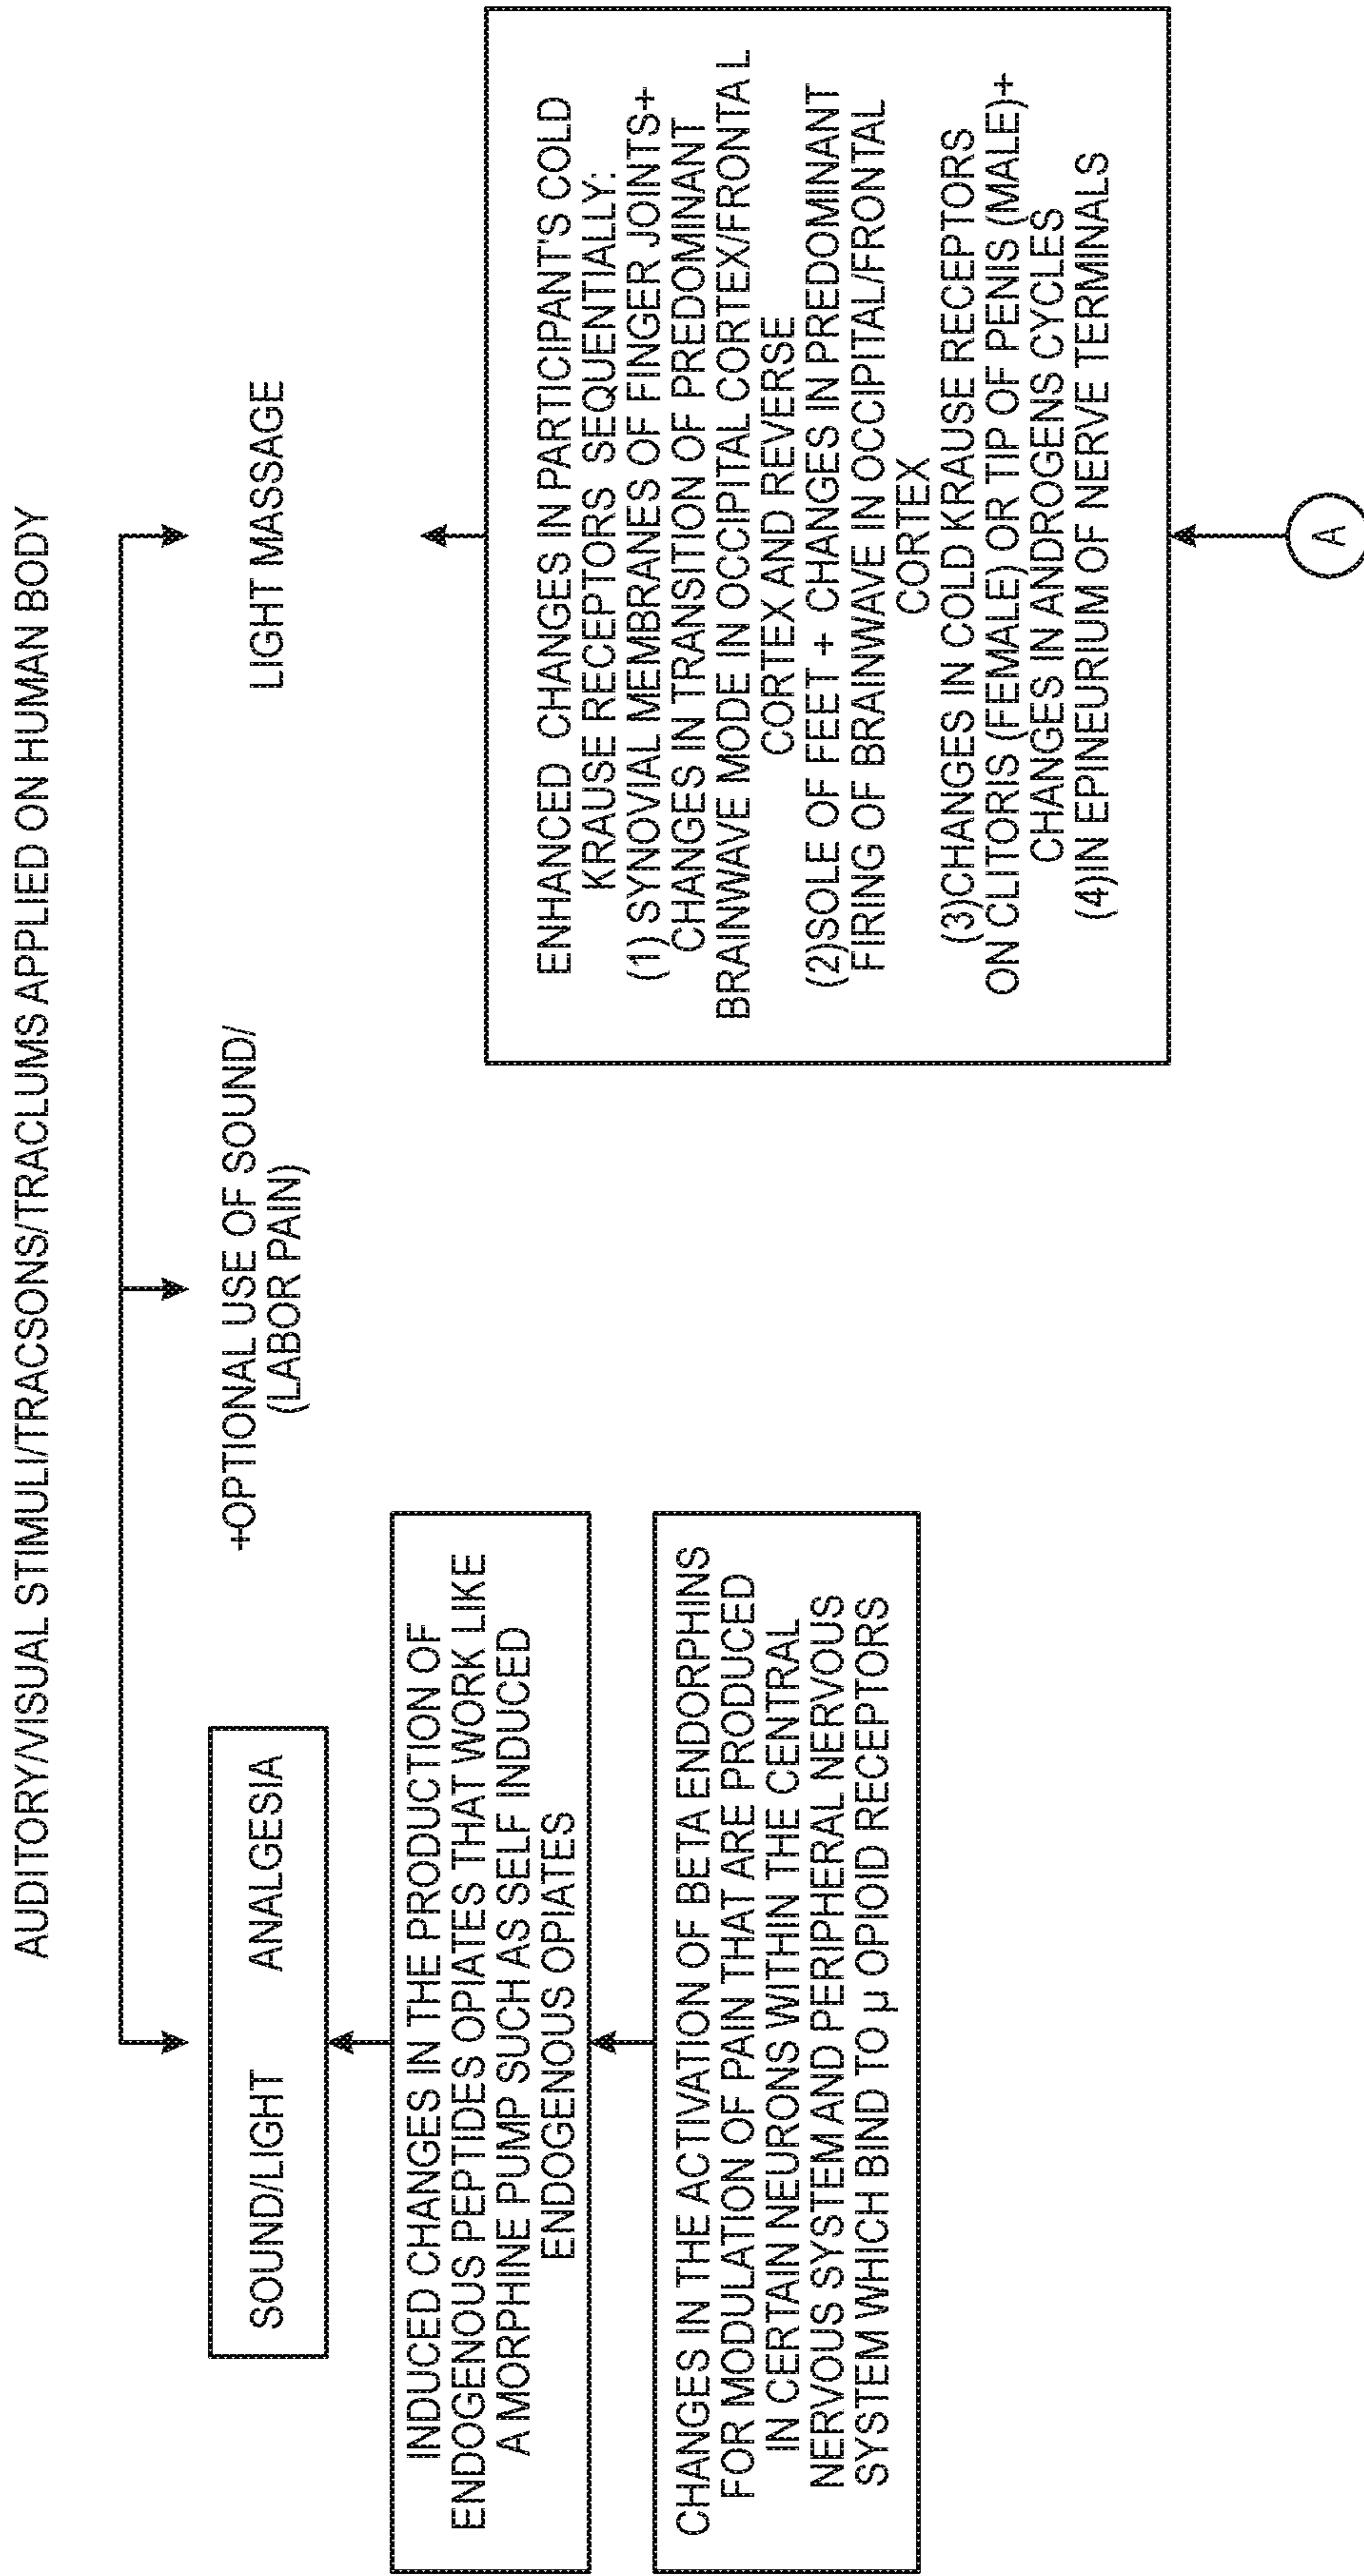 AUDITORY/VISUAL STIMULI/TRACSONS/TRACLUMS APPLIED ON HUMAN BODY
SOUND/LIGHT ANALGESIA
INDUCED CHANGES IN THE PRODUCTION OF
ENDOGENOUS PEPTIDES OPIATES THAT WORK LIKE
A MORPHINE PUMP SUCH AS SELF INDUCED
ENDOGENOUS OPIATES
CHANGES IN THE ACTIVATION OF BETA ENDORPHINS
FOR MODULATION OF PAIN THAT ARE PRODUCED
IN CERTAIN NEURONS WITHIN THE CENTRAL
NERVOUS SYSTEM AND PERIPHERAL NERVOUS
SYSTEM WHICH BIND TO µ OPIOID RECEPTORS
+OPTIONAL USE OF SOUND/
(LABOR PAIN)
LIGHT MASSAGE
ENHANCED CHANGES IN PARTICIPANT'S COLD
KRAUSE RECEPTORS SEQUENTIALLY:
(1) SYNOVIAL MEMBRANES OF FINGER JOINTS+
CHANGES IN TRANSITION OF PREDOMINANT
BRAINWAVE MODE IN OCCIPITAL CORTEX/FRONTAL
CORTEX AND REVERSE
(2)SOLE OF FEET + CHANGES IN PREDOMINANT
FIRING OF BRAINWAVE IN OCCIPITAL/FRONTAL
CORTEX
(3)CHANGES IN COLD KRAUSE RECEPTORS
ON CLITORIS (FEMALE) OR TIP OF PENIS (MALE)+
CHANGES IN ANDROGENS CYCLES
(4)IN EPINEURIUM OF NERVE TERMINALS
A